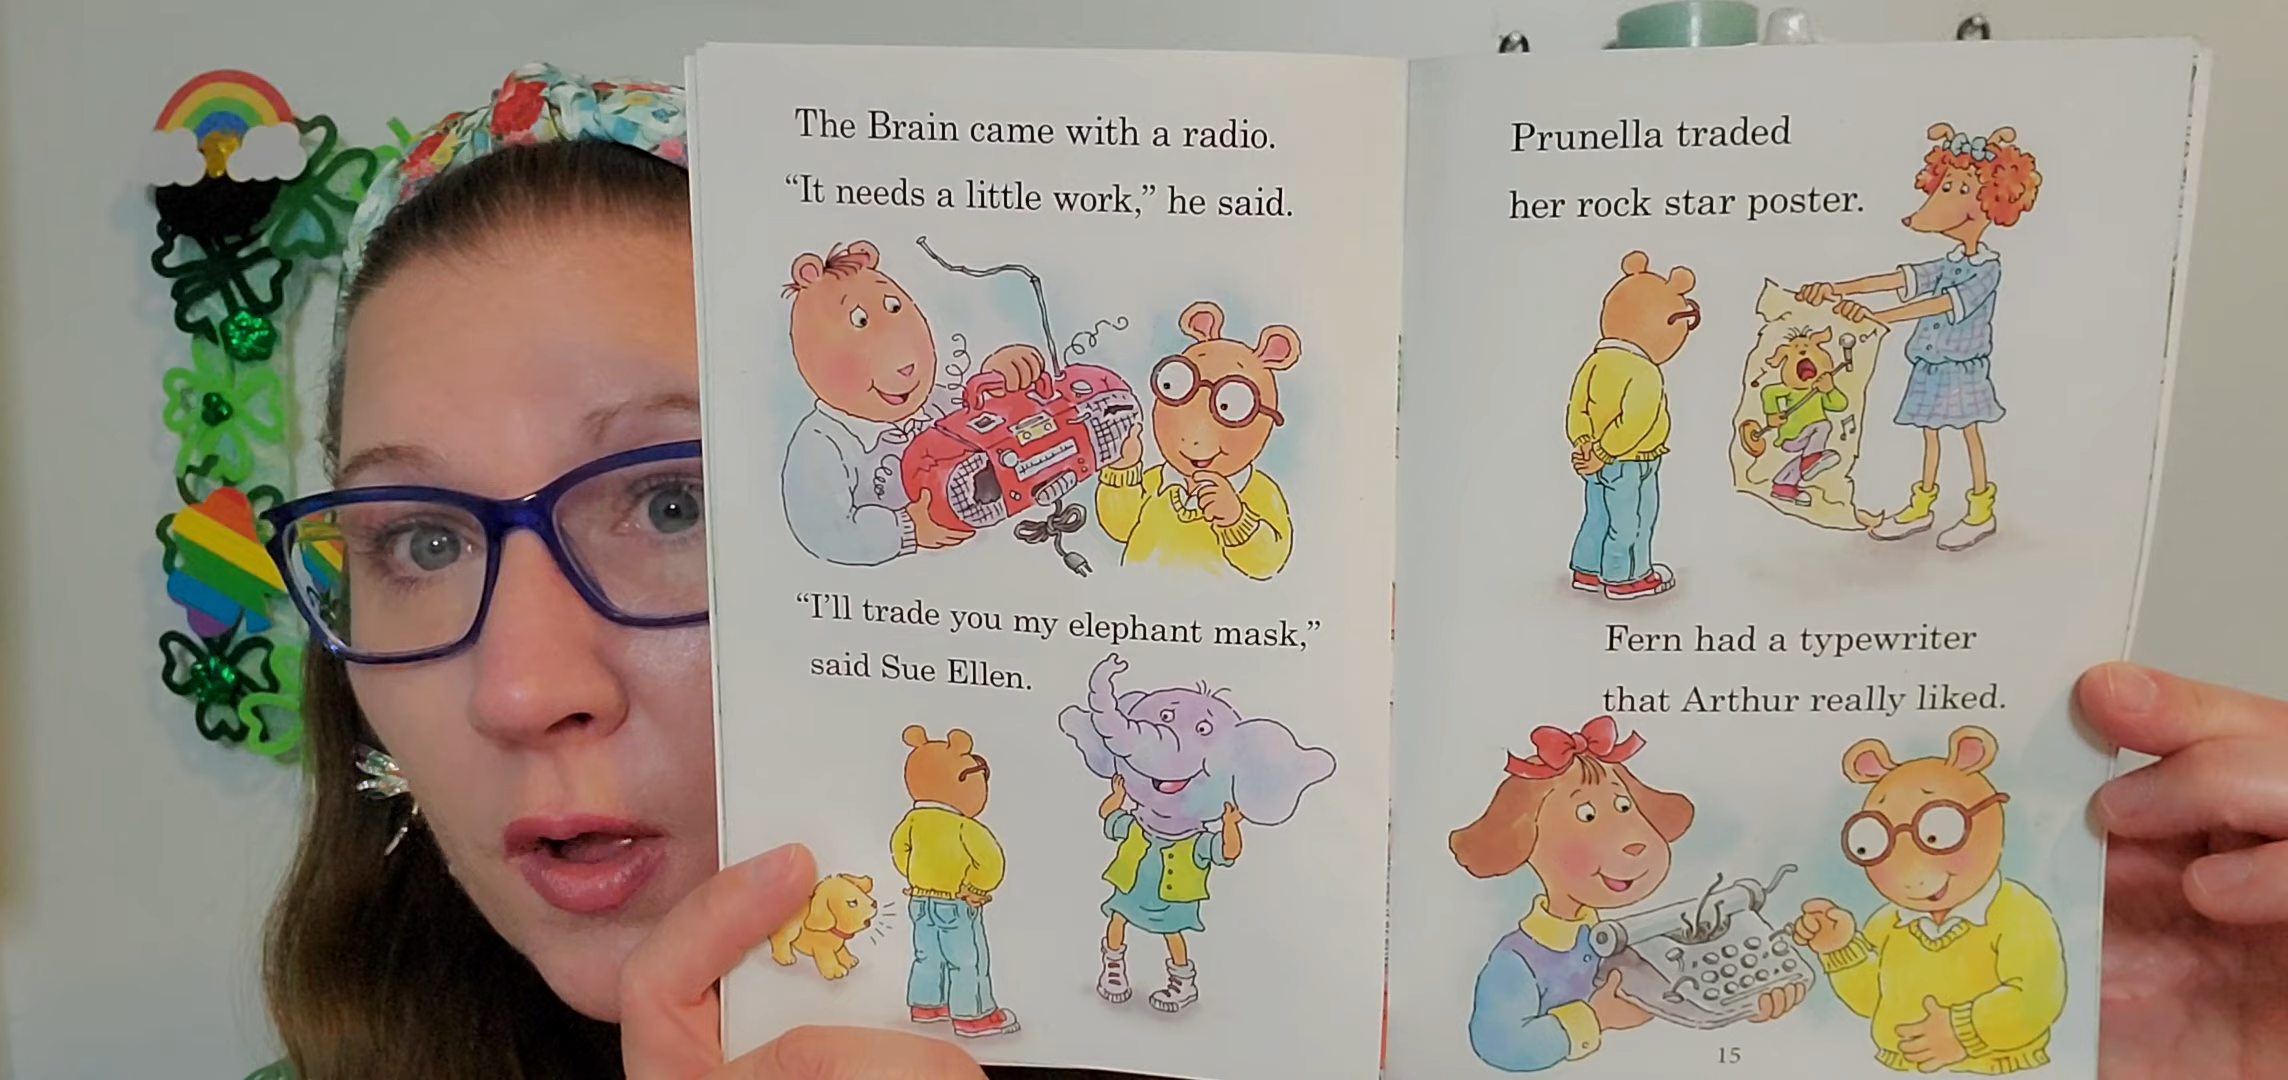 The Brain came with a radio.
“It needs a little work,” he said.
“I’ll trade you my elephant mask,”
said Sue Ellen.
Prunella traded
her rock star poster.
Fern had a typewriter
that Arthur really liked.
15